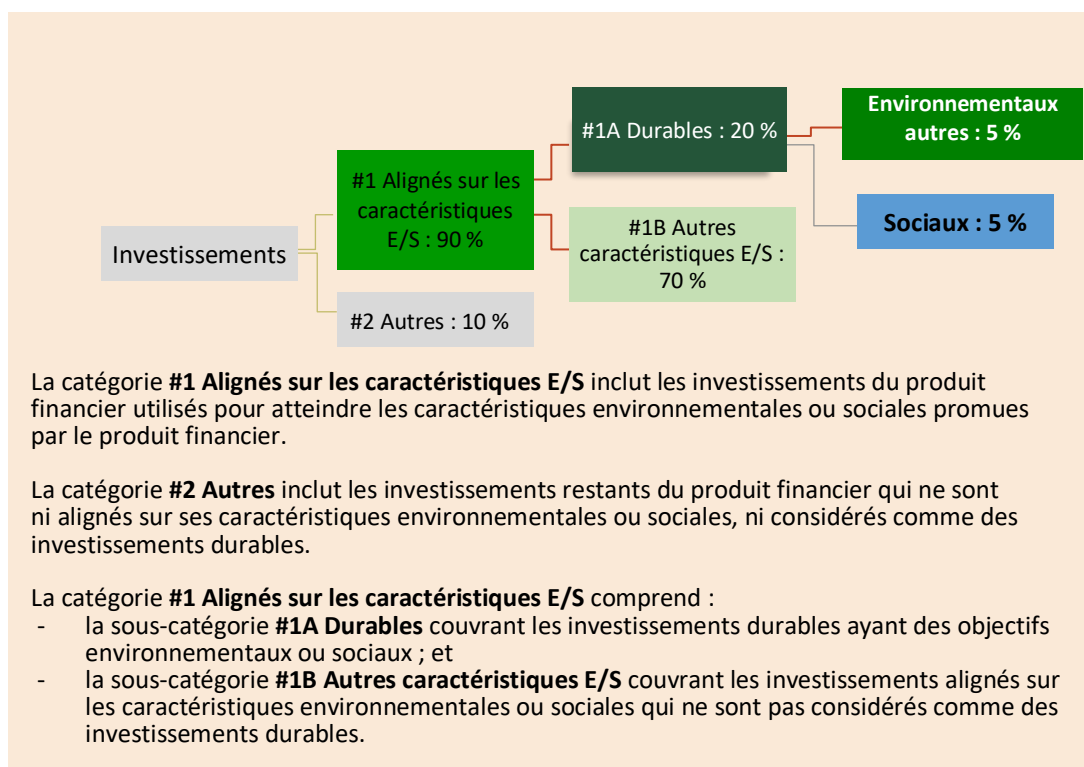 Environnementaux
autres : 5 %
#1A Durables : 20 %
#1 Alignés sur les
caractéristiques
E/S : 90 %
Sociaux : 5 %
#1B Autres
caractéristiques E/S :
70 %
Investissements
#2 Autres : 10 %
La catégorie #1 Alignés sur les caractéristiques E/S inclut les investissements du produit
financier utilisés pour atteindre les caractéristiques environnementales ou sociales promues
par le produit financier.
La catégorie #2 Autres inclut les investissements restants du produit financier qui ne sont
ni alignés sur ses caractéristiques environnementales ou sociales, ni considérés comme des
investissements durables.
La catégorie #1 Alignés sur les caractéristiques E/S comprend :
- la sous-catégorie #1A Durables couvrant les investissements durables ayant des objectifs
environnementaux ou sociaux ; et
- la sous-catégorie #1B Autres caractéristiques E/S couvrant les investissements alignés sur
les caractéristiques environnementales ou sociales qui ne sont pas considérés comme des
investissements durables.